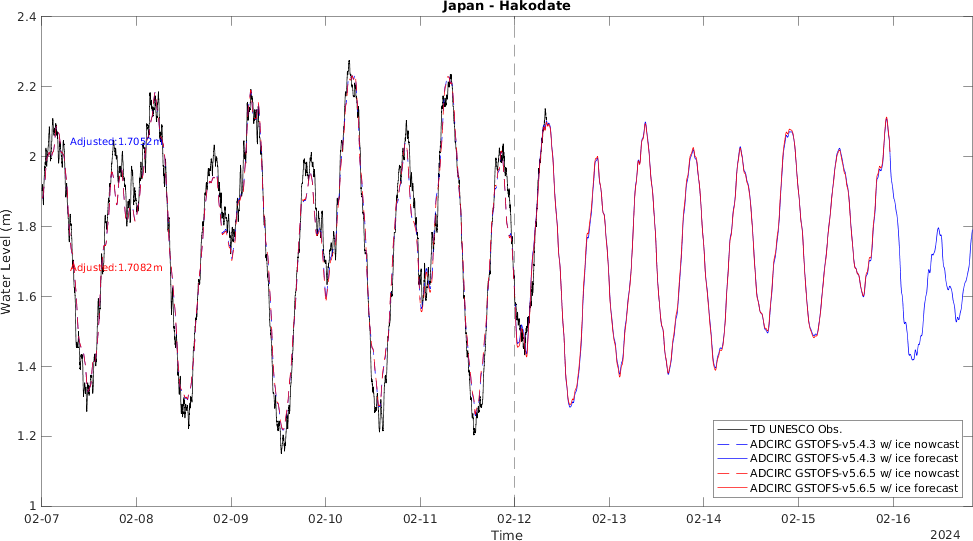 Japan - Hakodate
2.4
2.2
2
1.8
1.6
1.4
1.2
1
Water Level (m)
Adjusted:1.7052m
Adjusted:1.7082m
TD UNESCO Obs.
ADCIRC GSTOFS-v5.4.3 w/ ice nowcast
ADCIRC GSTOFS-v5.4.3 w/ ice forecast
ADCIRC GSTOFS-v5.6.5 w/ ice nowcast
ADCIRC GSTOFS-v5.6.5 w/ ice forecast
02-07 02-08 02-09 02-10 02-11 02-12 02-13 02-14 02-15 02-16
Time
2024